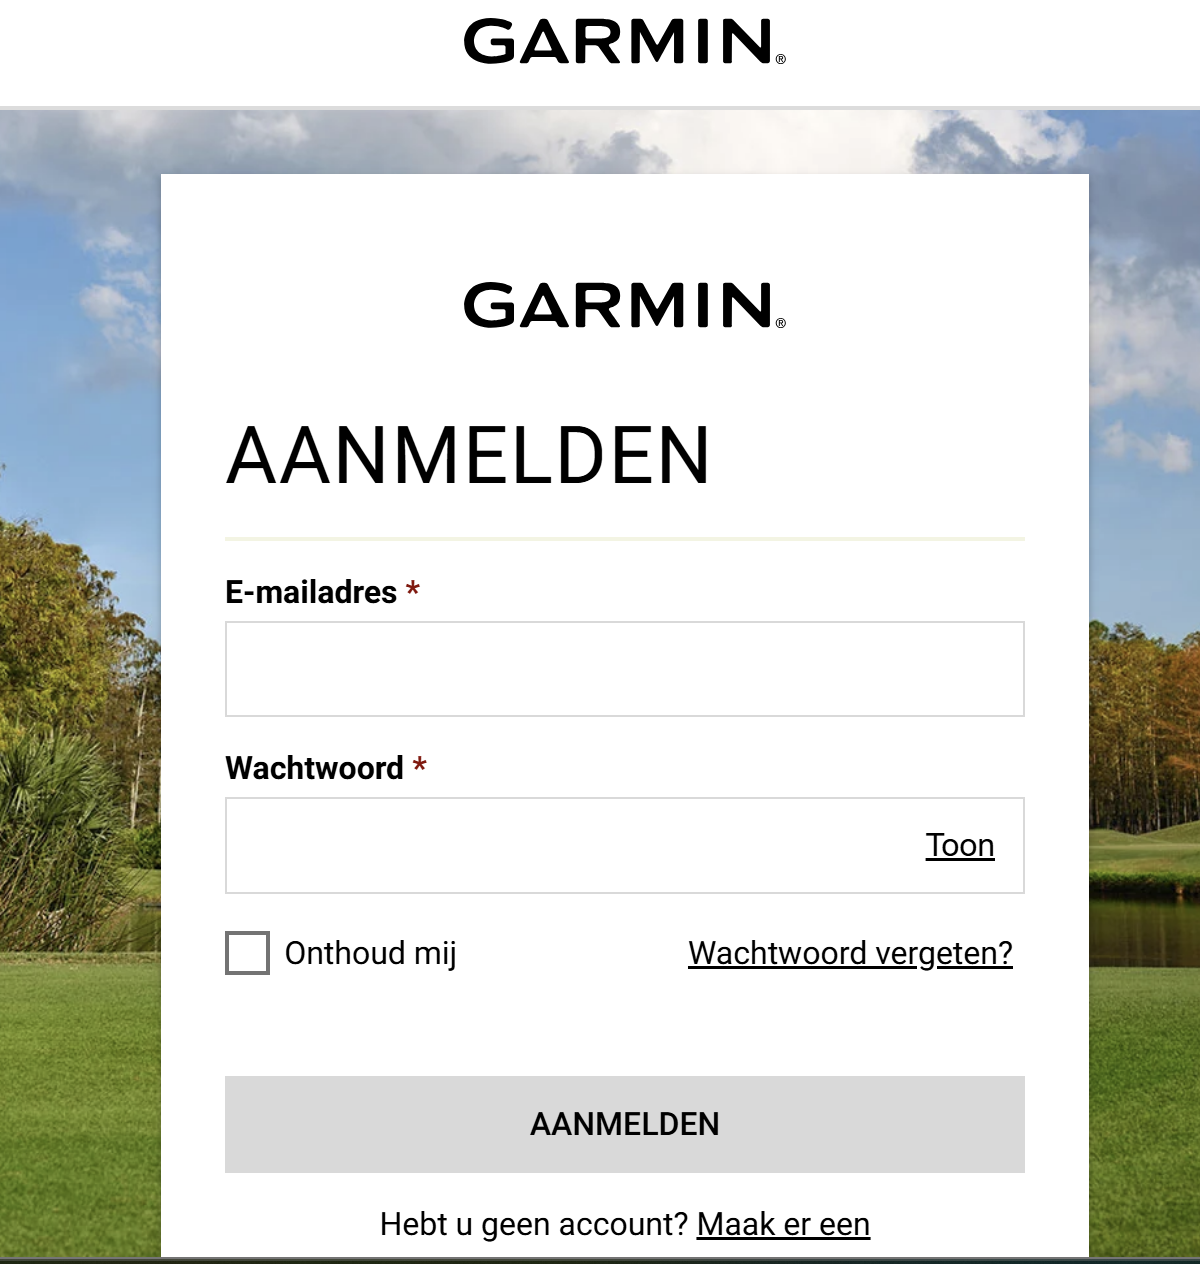 GARMIN®
GARMIN®
AANMELDEN
E-mailadres *
Wachtwoord *
Toon
Onthoud mij Wachtwoord vergeten?
AANMELDEN
Hebt u geen account? Maak er een